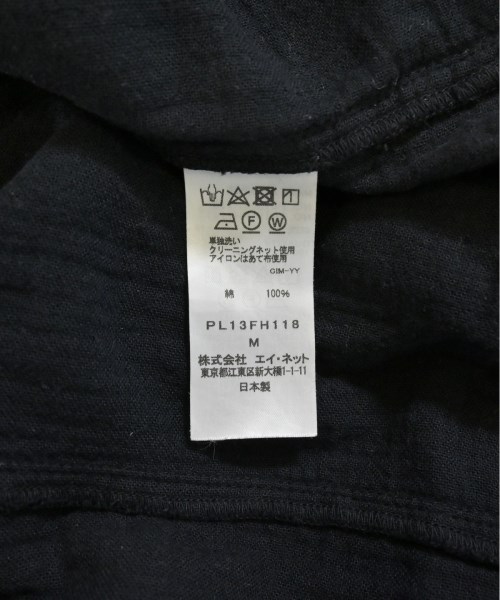 単独洗い
クリーニングネット使用
アイロンはあて布使用
GIM-YY
綿 100%
PL13FH118
M
株式会社 エイ・ネット
東京都江東区新大橋1-1-11
日本製